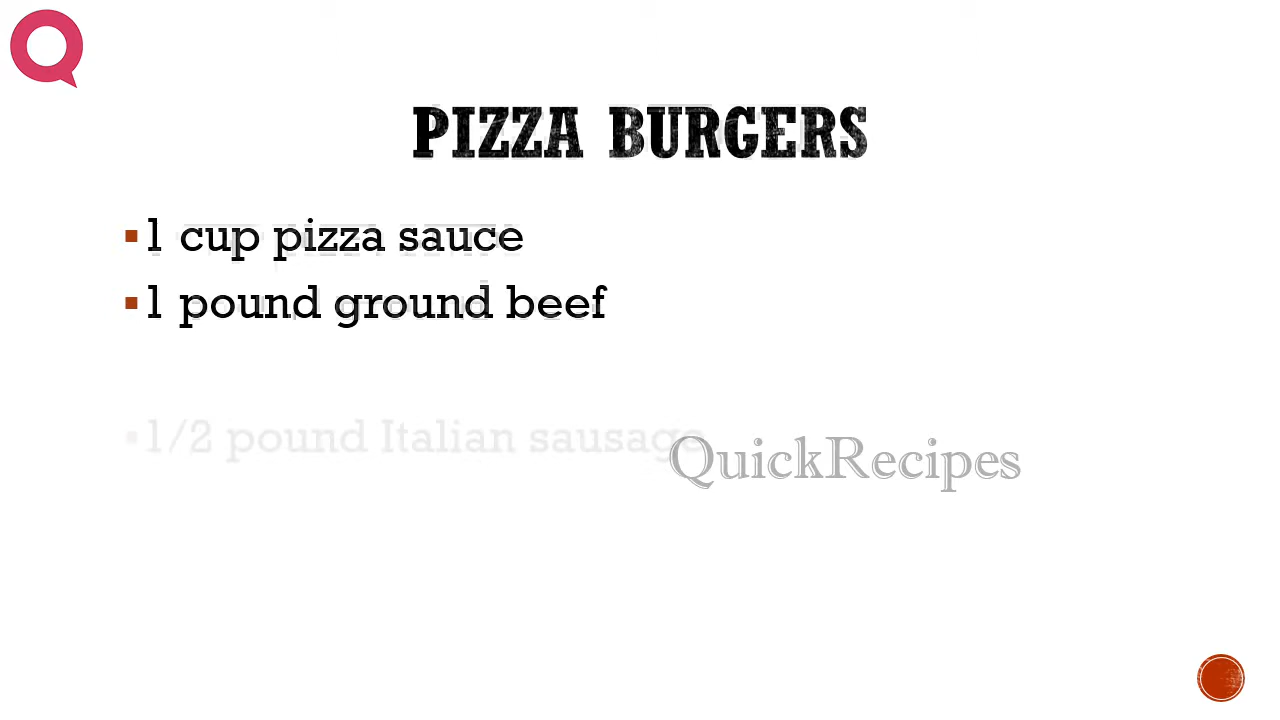 PIZZA BURGERS
1 cup pizza sauce
1 pound ground beef
1/2 pound Italian sausage
QuickRecipes